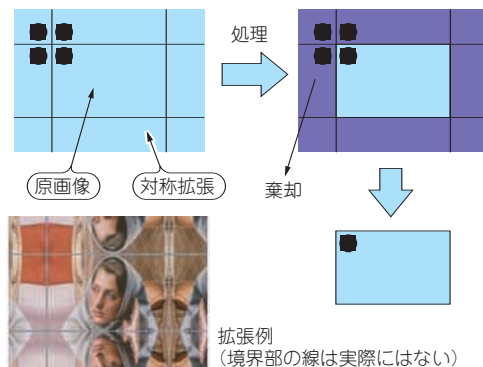 処理
原画像
対称拡張
棄却
拡張例
（境界部の線は実際にはない）